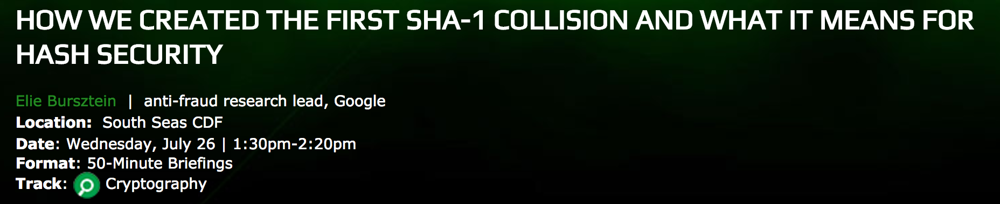 HOW WE CREATED THE FIRST SHA-1 COLLISION AND WHAT IT MEANS FOR
HASH SECURITY
Elie Bursztein | anti-fraud research lead, Google
Location: South Seas CDF
Date: Wednesday, July 26 | 1:30pm-2:20pm
Format: 50-Minute Briefings
Track: Cryptography